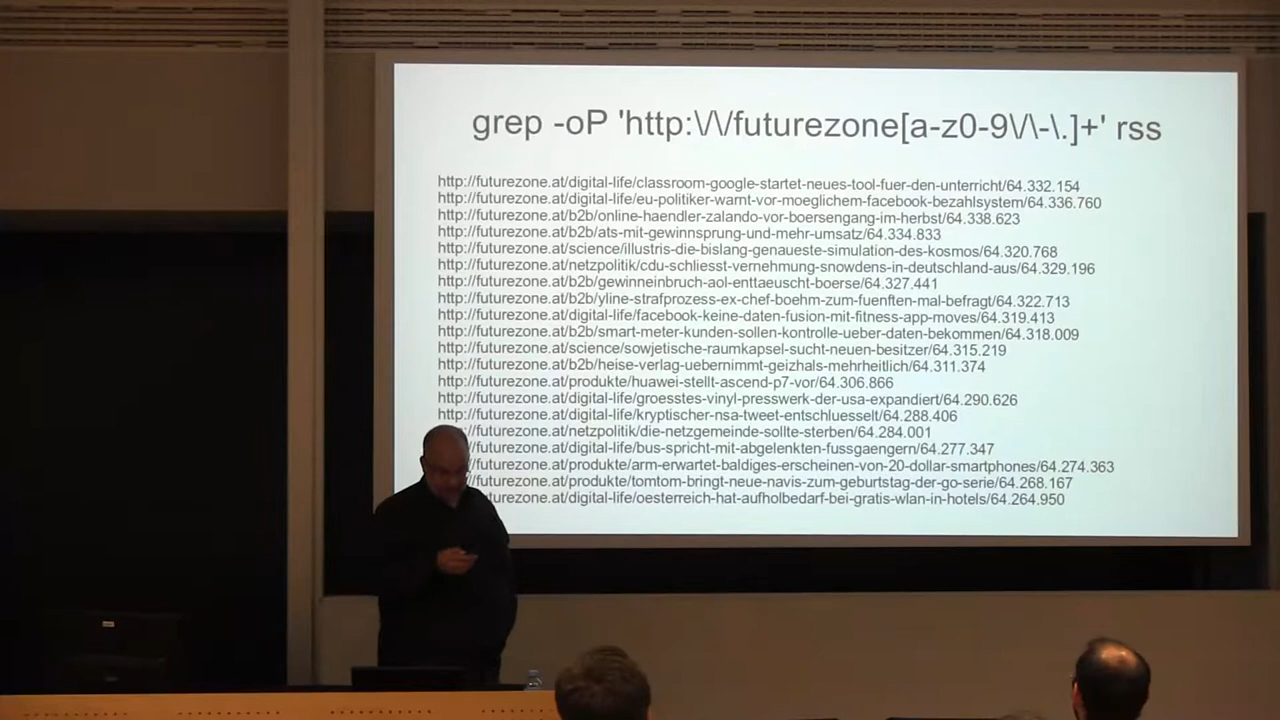 grep -oP 'http:\/\/futurezone[a-z0-9\/\-\.]+' rss
http://futurezone.at/digital-life/classroom-google-startet-neues-tool-fuer-den-unterricht/64.332.154
http://futurezone.at/digital-life/eu-politiker-warnt-vor-moeglichem-facebook-bezahlsystem/64.336.760
http://futurezone.at/b2b/online-haendler-zalando-vor-boersengang-im-herbst/64.338.623
http://futurezone.at/b2b/ats-mit-gewinnsprung-und-mehr-umsatz/64.334.833
http://futurezone.at/science/illustris-die-bislang-genaueste-simulation-des-kosmos/64.320.768
http://futurezone.at/netzpolitik/cdu-schliesst-vernehmung-snowdens-in-deutschland-aus/64.329.196
http://futurezone.at/b2b/gewinneinbruch-aol-enttaeuscht-boerse/64.327.441
http://futurezone.at/b2b/yline-strafprozess-ex-chef-boehm-zum-fuenften-mal-befragt/64.322.713
http://futurezone.at/digital-life/facebook-keine-daten-fusion-mit-fitness-app-moves/64.319.413
http://futurezone.at/b2b/smart-meter-kunden-sollen-kontrolle-ueber-daten-bekommen/64.318.009
http://futurezone.at/science/sowjetische-raumkapsel-sucht-neuen-besitzer/64.315.219
http://futurezone.at/b2b/heise-verlag-uebernimmt-geizhals-mehrheitlich/64.311.374
http://futurezone.at/produkte/huawei-stellt-ascend-p7-vor/64.306.866
http://futurezone.at/digital-life/groesstes-vinyl-presswerk-der-usa-expandiert/64.290.626
http://futurezone.at/digital-life/kryptischer-nsa-tweet-entschluesselt/64.288.406
/futurezone.at/netzpolitik/die-netzgemeinde-sollte-sterben/64.284.001
/futurezone.at/digital-life/bus-spricht-mit-abgelenkten-fussgaengern/64.277.347
/futurezone.at/produkte/arm-erwartet-baldiges-erscheinen-von-20-dollar-smartphones/64.274.363
/futurezone.at/produkte/tomtom-bringt-neue-navis-zum-geburtstag-der-go-serie/64.268.167
turezone.at/digital-life/oesterreich-hat-aufholbedarf-bei-gratis-wlan-in-hotels/64.264.950